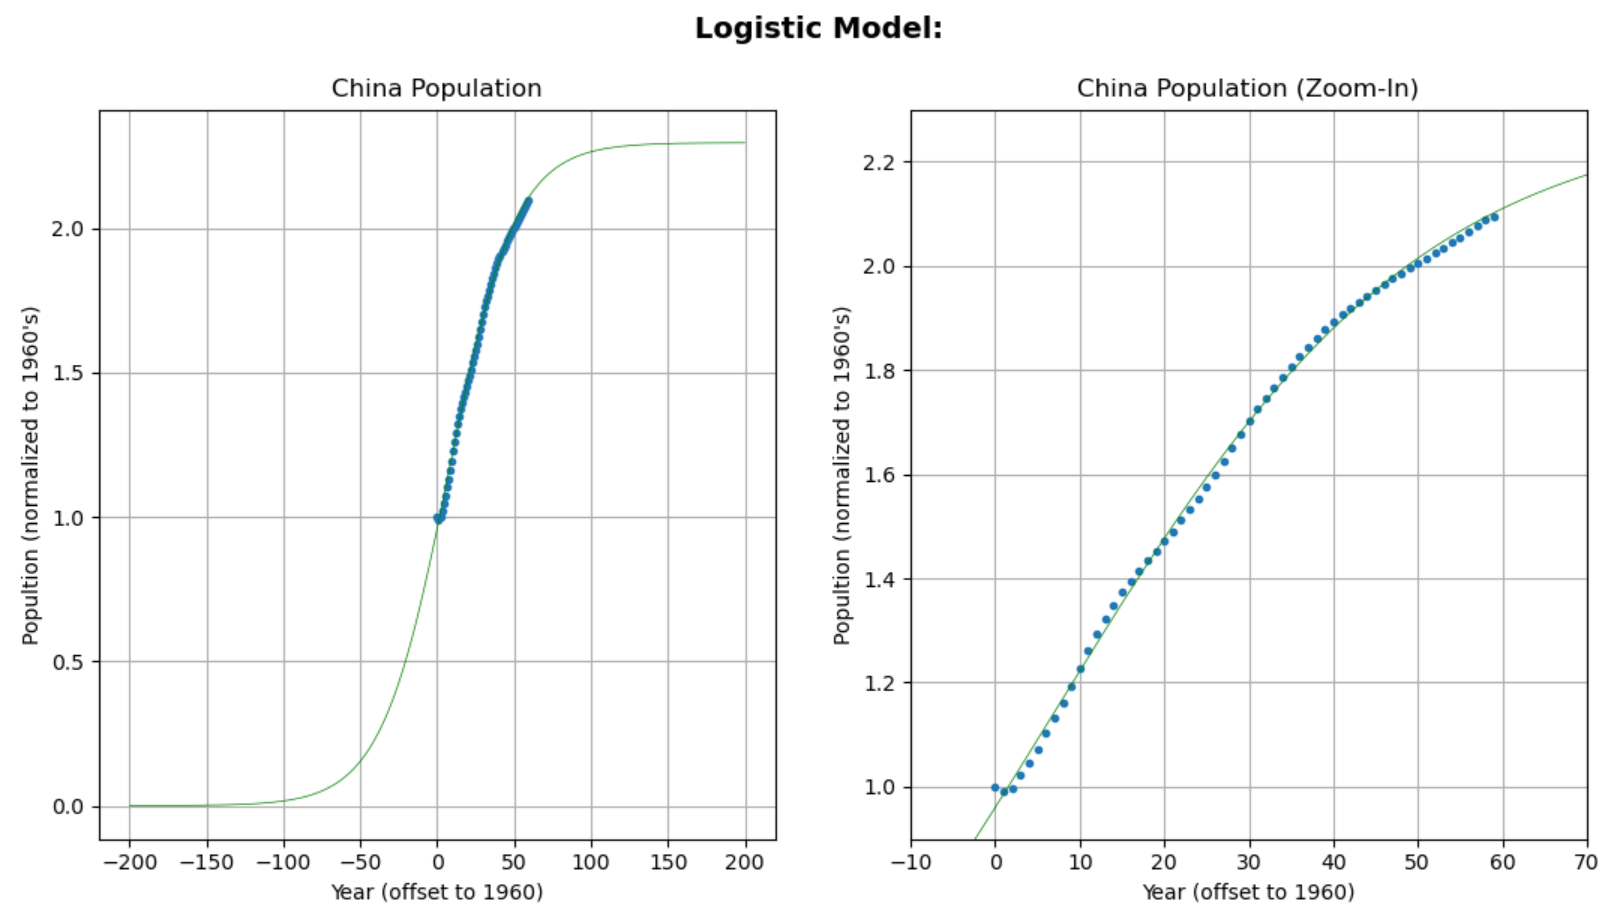 Logistic Model:
China Population
Popultion (normalized to 1960's)
2.0
1.5
1.0
0.5
0.0
−200 −150 −100 −50 0 50 100 150 200
Year (offset to 1960)
China Population (Zoom-In)
Popultion (normalized to 1960's)
2.2
2.0
1.8
1.6
1.4
1.2
1.0
−10 0 10 20 30 40 50 60 70
Year (offset to 1960)